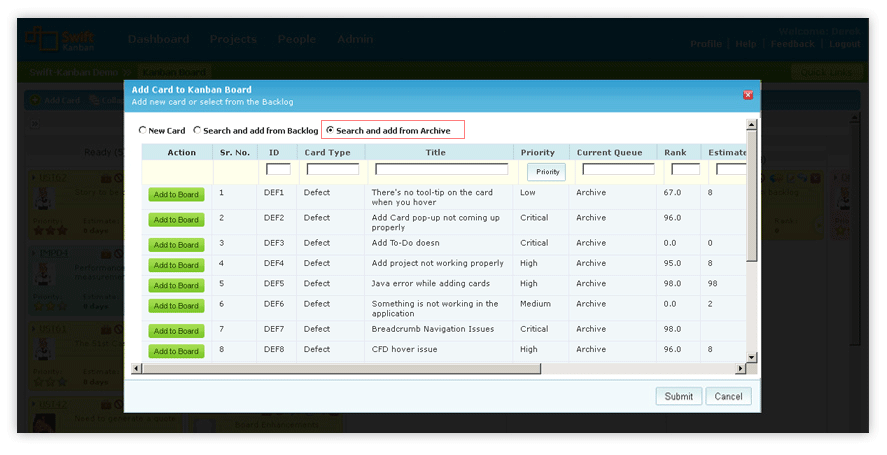 Swift
Kanban
Dashboard Projects People Admin
Profile | Help | Feedback | Logout
Swift-Kanban Demo Kanban Board
Quick Links
Add Card
Add Card to Kanban Board
Add new card or select from the Backlog
New Card Search and add from Backlog Search and add from Archive
Action Sr. No. ID Card Type Title Priority Current Queue Rank Estimate
Priority
Add to Board 1 DEF1 Defect There's no tool-tip on the card when you hover Low Archive 67.0 8
Add to Board 2 DEF2 Defect Add Card pop-up not coming up properly Critical Archive 96.0
Add to Board 3 DEF3 Defect Add To-Do doesn Critical Archive 0.0 0
Add to Board 4 DEF4 Defect Add project not working properly High Archive 95.0 8
Add to Board 5 DEF5 Defect Java error while adding cards High Archive 98.0 98
Add to Board 6 DEF6 Defect Something is not working in the application Medium Archive 0.0 2
Add to Board 7 DEF7 Defect Breadcrumb Navigation Issues Critical Archive 98.0
Add to Board 8 DEF8 Defect CFD hover issue High Archive 96.0 8
Submit Cancel